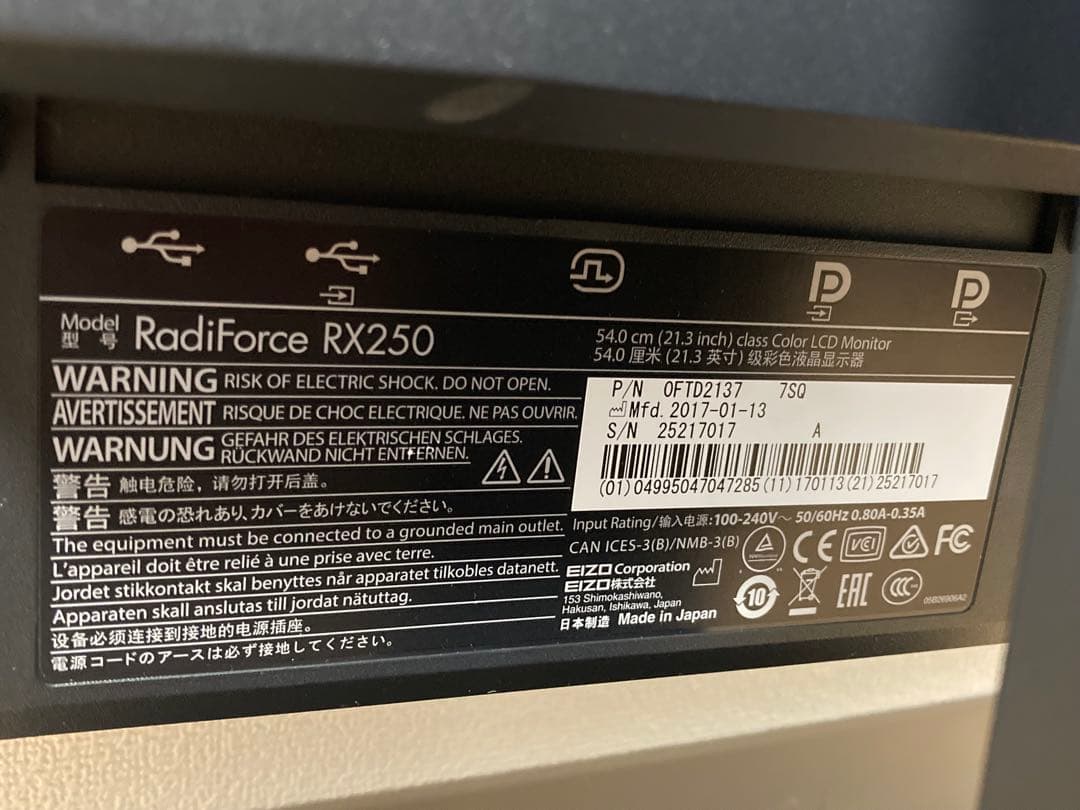 Model
型 号 RadiForce RX250
54.0 cm (21.3 inch) class Color LCD Monitor
54.0 厘米 (21.3 英寸) 级彩色液晶显示器
WARNING RISK OF ELECTRIC SHOCK. DO NOT OPEN.
AVERTISSEMENT RISQUE DE CHOC ELECTRIQUE. NE PAS OUVRIR.
WARNUNG GEFAHR DES ELEKTRISCHEN SCHLAGES.
RÜCKWAND NICHT ENTFERNEN.
警告 触电危险，请勿打开后盖。
警告 感電の恐れあり、カバーをあけないでください。
The equipment must be connected to a grounded main outlet.
L'appareil doit être relié à une prise avec terre.
Jordet stikkontakt skal benyttes når apparatet tilkobles datanett.
Apparaten skall anslutas till jordat nätuttag.
设备必须连接到接地的电源插座。
電源コードのアースは必ず接地してください。
P/N 0FTD2137 7SQ
Mfd. 2017-01-13
S/N 25217017 A
(01)04995047047285(11)170113(21)25217017
Input Rating/输入电源:100-240V～ 50/60Hz 0.80A-0.35A
CAN ICES-3(B)/NMB-3(B)
EIZO Corporation
EIZO株式会社
153 Shimokashiwano,
Hakusan, Ishikawa, Japan
日本制造 Made in Japan
CE
VCI
FC
10
EAC
CCC
05B26906A2